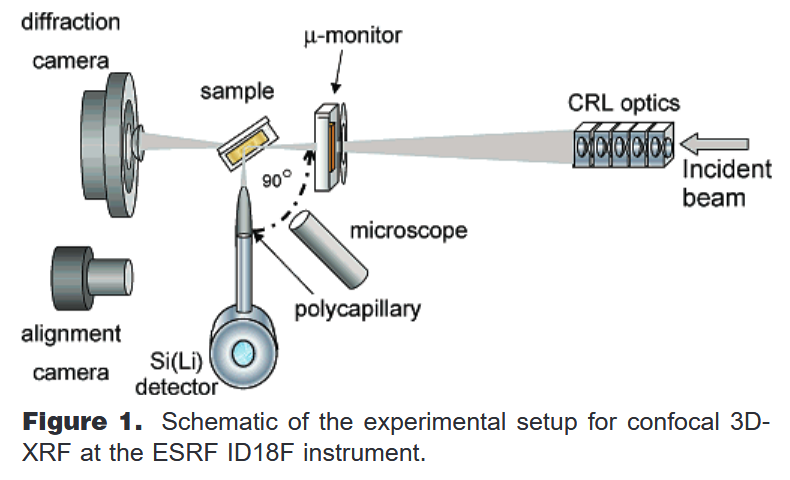 diffraction
camera
μ-monitor
sample
CRL optics
Incident
beam
90°
microscope
polycapillary
alignment
camera
Si(Li)
detector
Figure 1. Schematic of the experimental setup for confocal 3D-
XRF at the ESRF ID18F instrument.